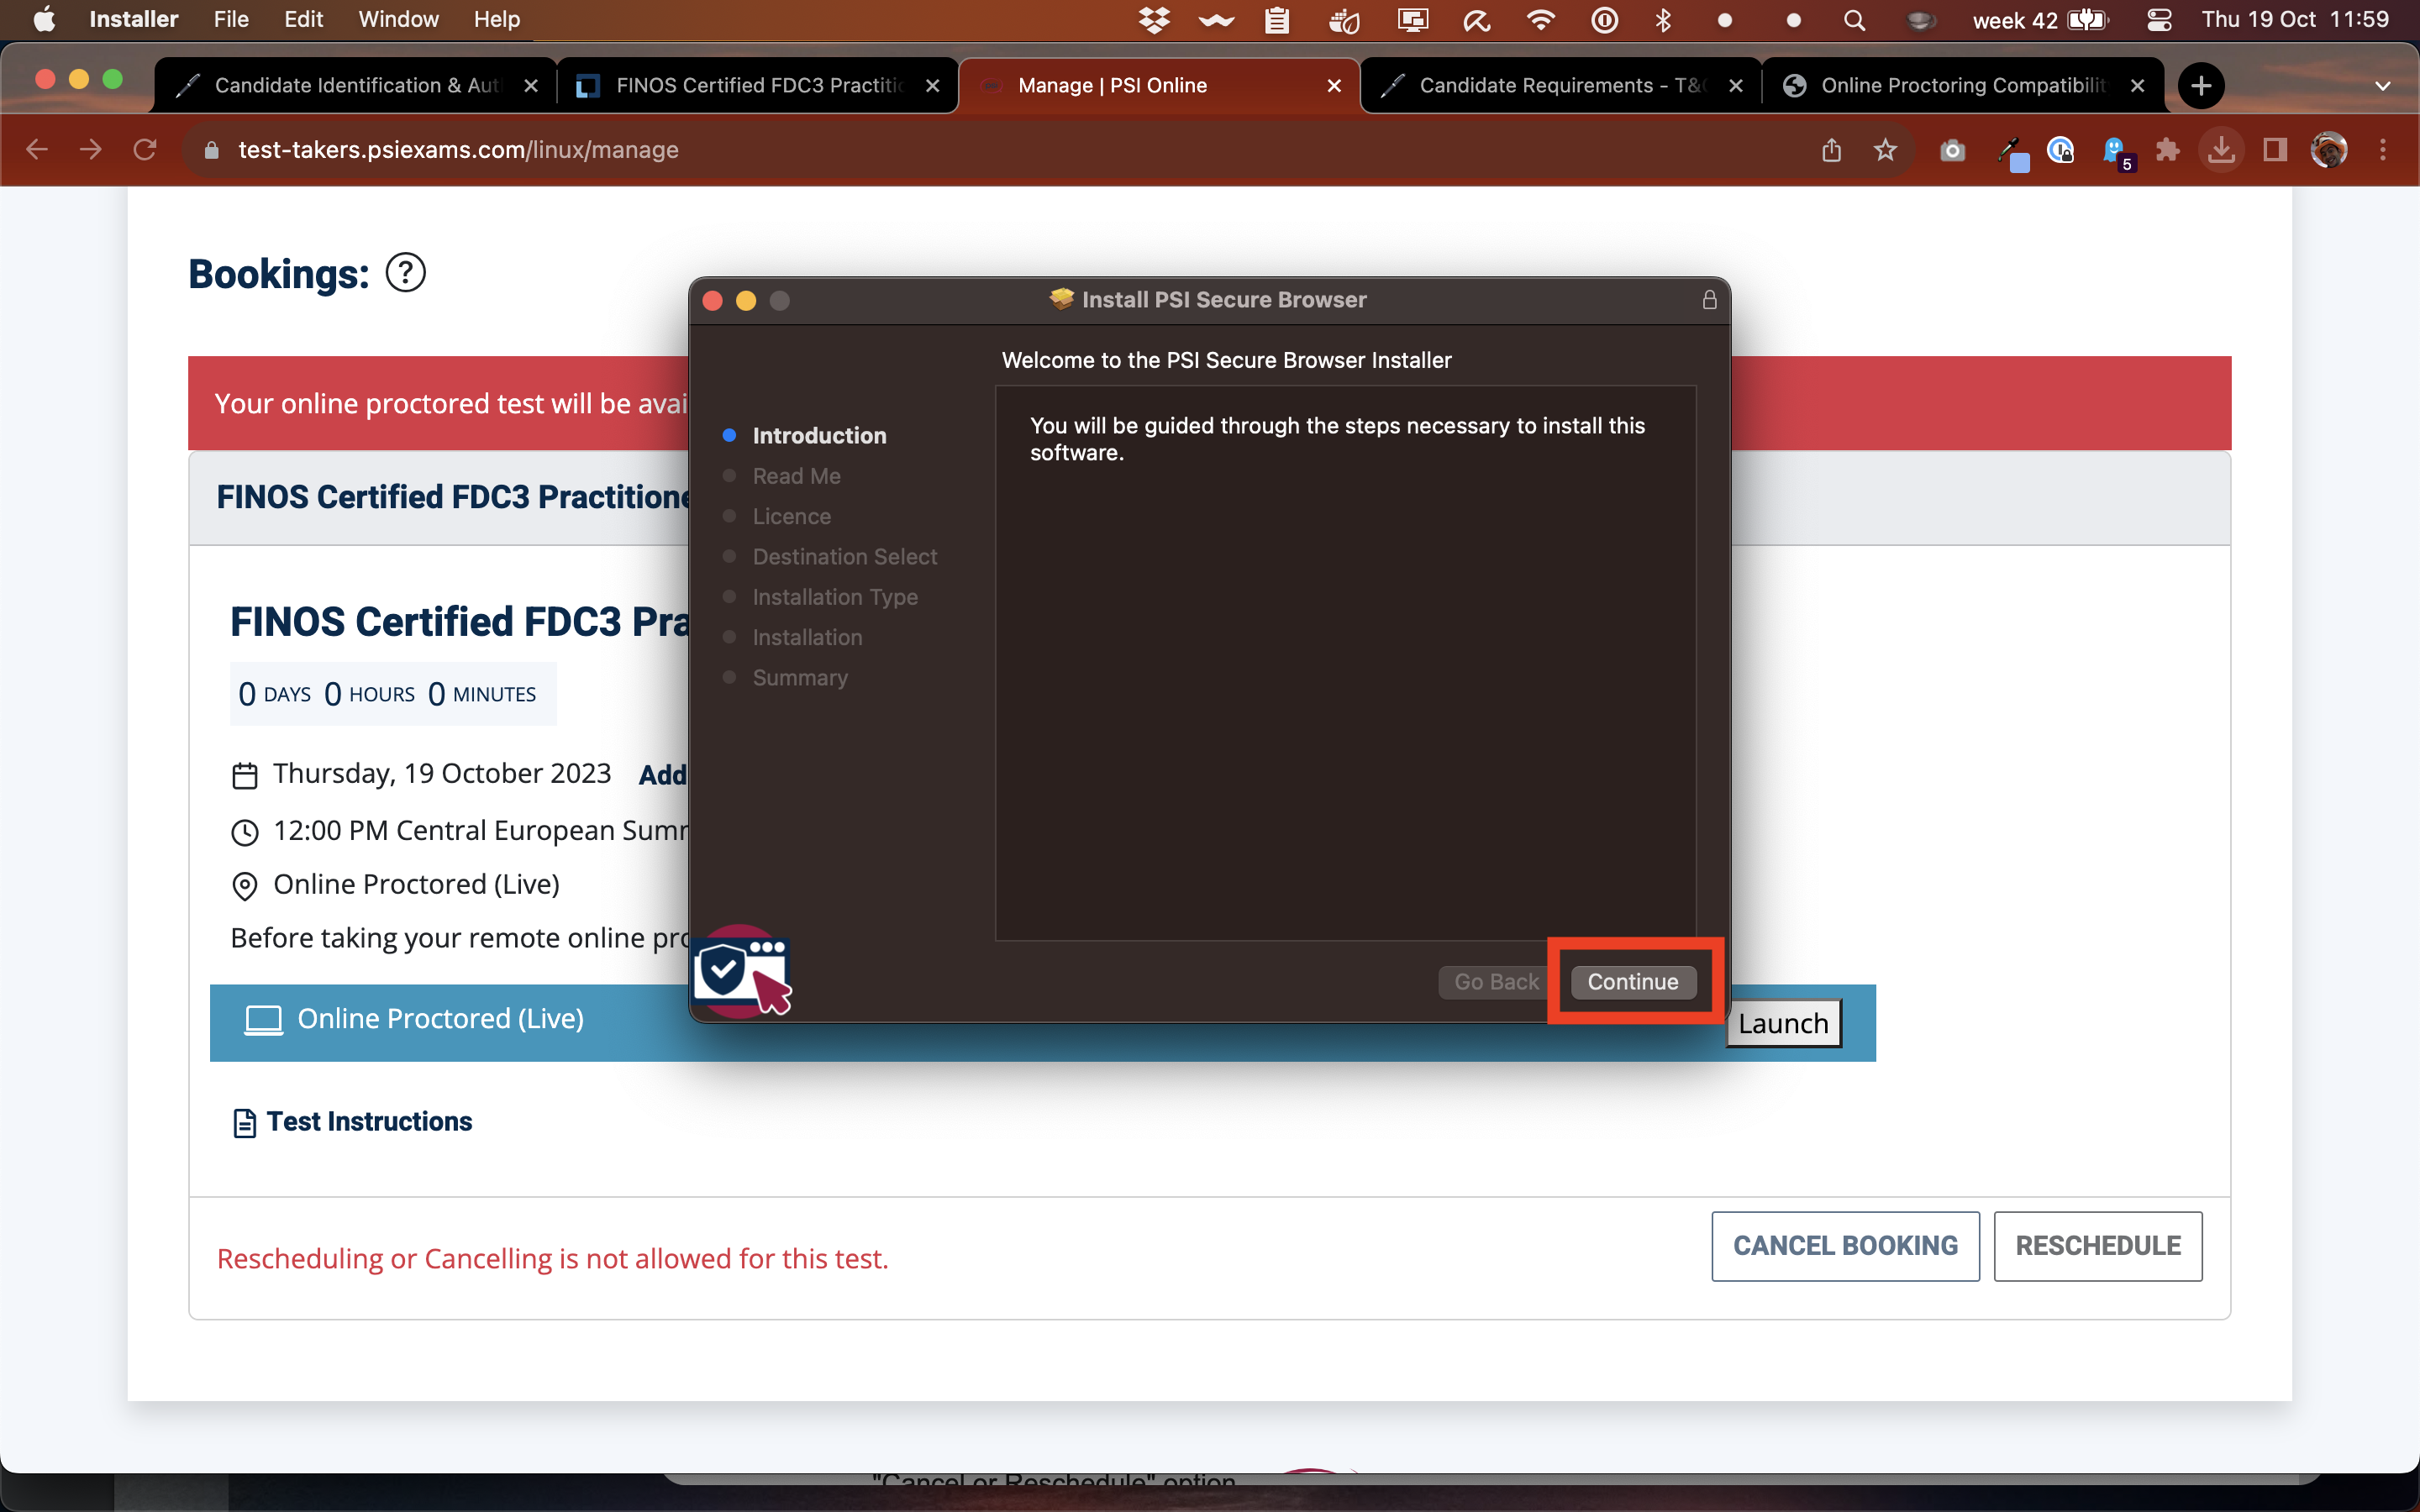 Installer File Edit Window Help week 42 Thu 19 Oct 11:59
Candidate Identification & Aut FINOS Certified FDC3 Practitio Manage | PSI Online Candidate Requirements - T&C Online Proctoring Compatibilit
test-takers.psiexams.com/linux/manage 5
Bookings: ?
Install PSI Secure Browser
Welcome to the PSI Secure Browser Installer
Your online proctored test will be avai
You will be guided through the steps necessary to install this
software.
Introduction
Read Me
Licence
Destination Select
Installation Type
Installation
Summary
FINOS Certified FDC3 Practitione
FINOS Certified FDC3 Pra
0 DAYS 0 HOURS 0 MINUTES
Thursday, 19 October 2023 Add
12:00 PM Central European Summ
Online Proctored (Live)
Before taking your remote online pro
Go Back Continue
Online Proctored (Live) Launch
Test Instructions
Rescheduling or Cancelling is not allowed for this test. CANCEL BOOKING RESCHEDULE
"Cancel or Reschedule" option